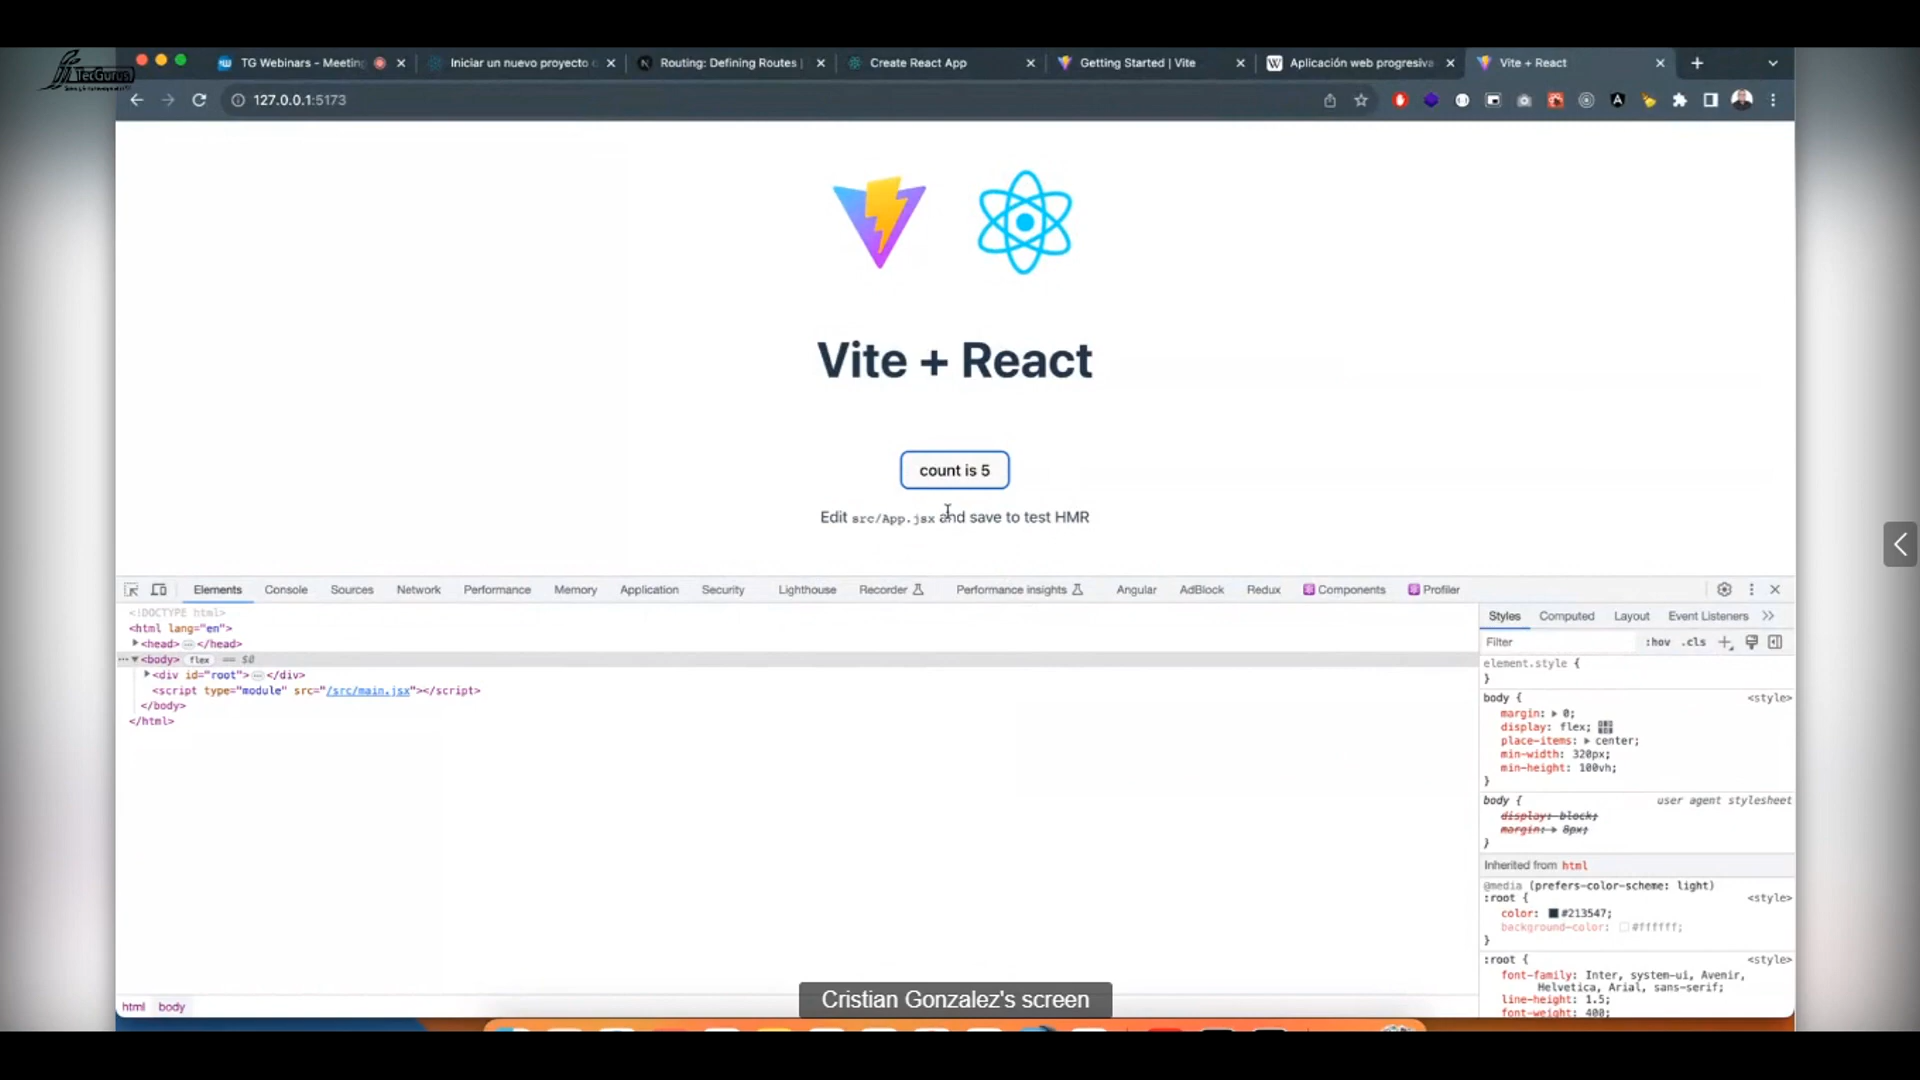 TecGurus
TG Webinars - Meeting
Iniciar un nuevo proyecto
Routing: Defining Routes |
Create React App
Getting Started | Vite
W
Aplicación web progresiva
Vite + React
127.0.0.1:5173
Vite + React
count is 5
Edit src/App.jsx and save to test HMR
Elements Console Sources Network Performance Memory Application Security Lighthouse Recorder Performance insights Angular AdBlock Redux Components Profiler
<!DOCTYPE html>
<html lang="en">
<head> … </head>
… <body> flex == $0
<div id="root"> … </div>
<script type="module" src="/src/main.jsx"></script>
</body>
</html>
html body
Styles Computed Layout Event Listeners >>
Filter :hov .cls
element.style {
}
body { <style>
margin: 0;
display: flex;
place-items: center;
min-width: 320px;
min-height: 100vh;
}
body { user agent stylesheet
display: block;
margin: 8px;
}
Inherited from html
@media (prefers-color-scheme: light)
:root { <style>
color: #213547;
background-color: #ffffff;
}
:root { <style>
font-family: Inter, system-ui, Avenir,
Helvetica, Arial, sans-serif;
line-height: 1.5;
font-weight: 400;
Cristian Gonzalez's screen